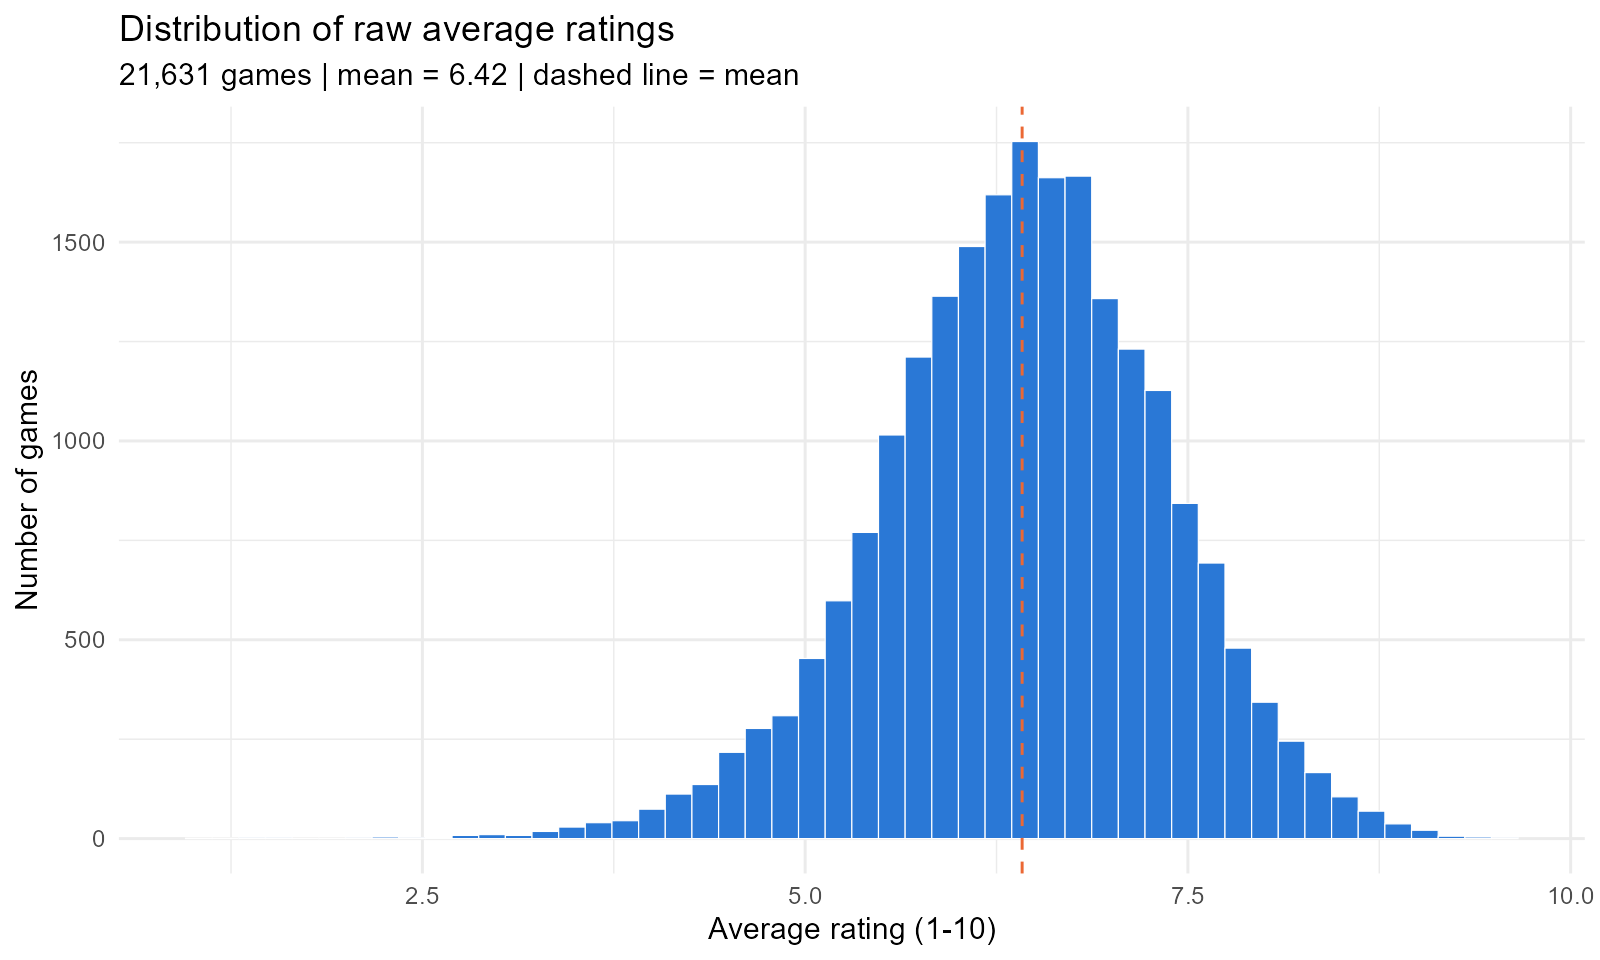 Distribution of raw average ratings
21,631 games | mean = 6.42 | dashed line = mean
Number of games
1500
1000
500
0
2.5
5.0
7.5
10.0
Average rating (1-10)